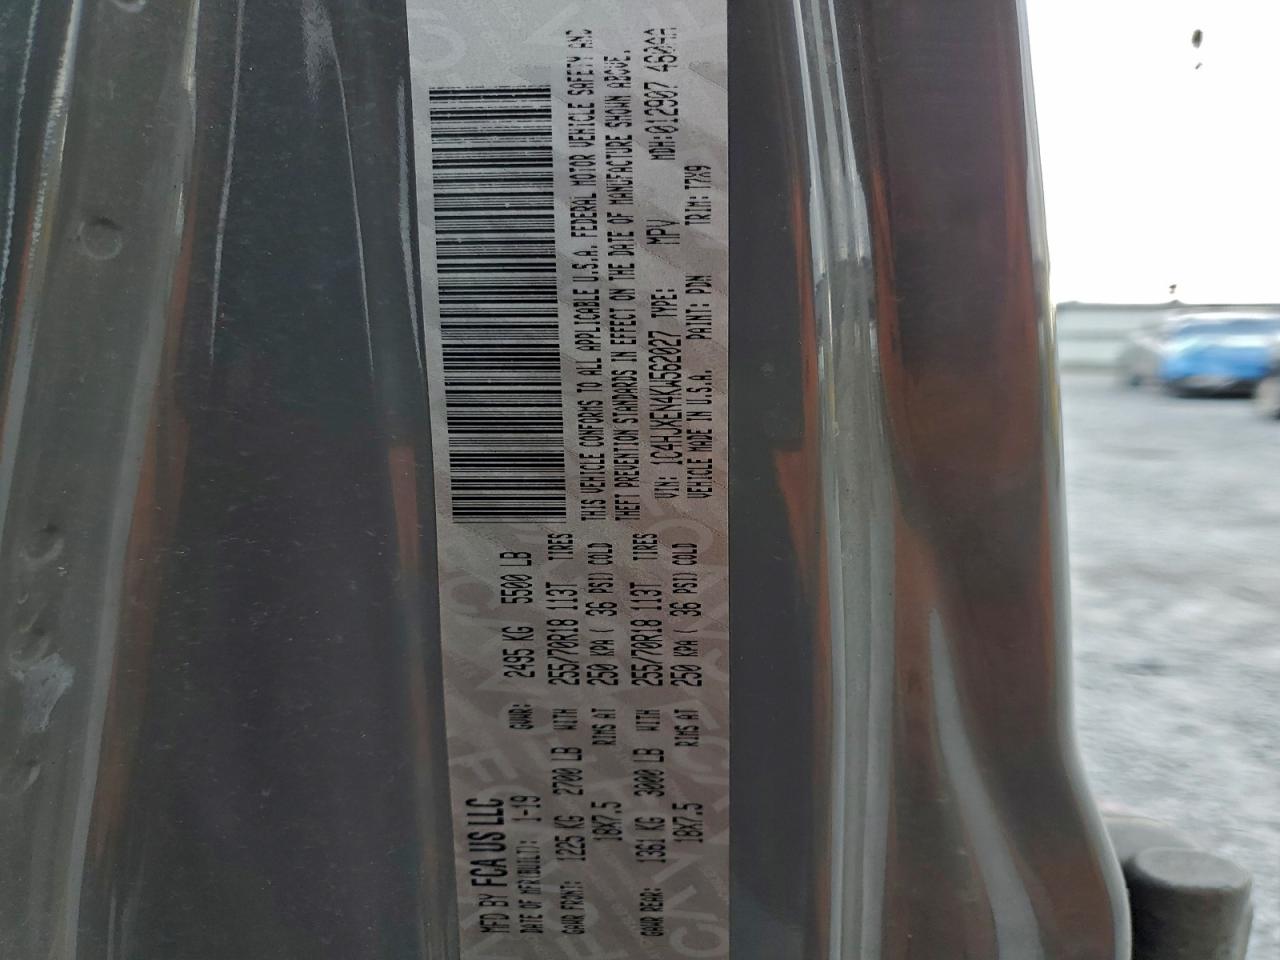 MFD BY FCA US LLC
DATE OF MFR(BUILT): 1-19 GVWR: 2495 KG 5500 LB
GAWR FRONT: 1225 KG 2700 LB WITH 255/70R18 113T TIRES
18X7.5 RIMS AT 250 KPA ( 36 PSI) COLD
GAWR REAR: 1361 KG 3000 LB WITH 255/70R18 113T TIRES
18X7.5 RIMS AT 250 KPA ( 36 PSI) COLD
THIS VEHICLE CONFORMS TO ALL APPLICABLE U.S.A. FEDERAL MOTOR VEHICLE SAFETY AND
THEFT PREVENTION STANDARDS IN EFFECT ON THE DATE OF MANUFACTURE SHOWN ABOVE.
VIN: 1C4HJXEN4KW562027 TYPE: MPV MDH:012907 460AA
VEHICLE MADE IN U.S.A. PAINT: PDN TRIM: T7X9